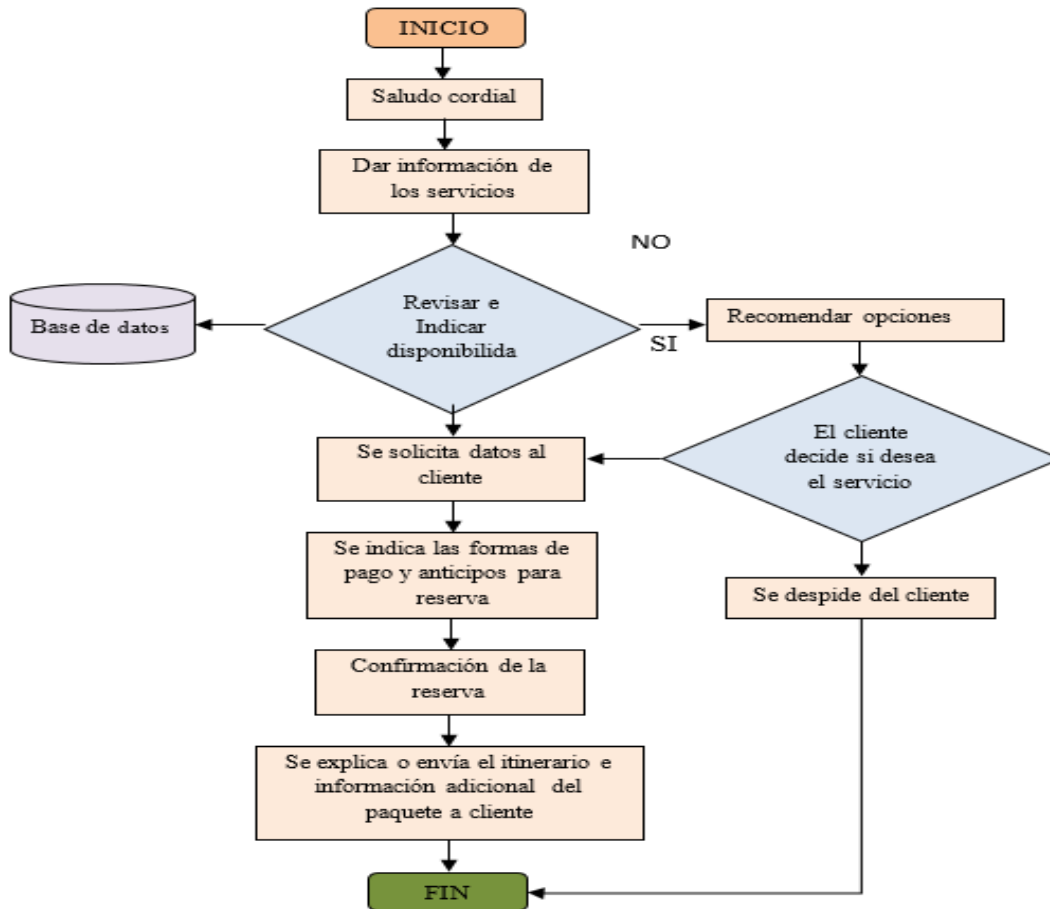 INICIO
Saludo cordial
Dar información de
los servicios
NO
Revisar e
Indicar
disponibilida
Base de datos
SI
Recomendar opciones
El cliente
decide si desea
el servicio
Se solicita datos al
cliente
Se indica las formas de
pago y anticipos para
reserva
Se despide del cliente
Confirmación de la
reserva
Se explica o envía el itinerario e
información adicional del
paquete a cliente
FIN